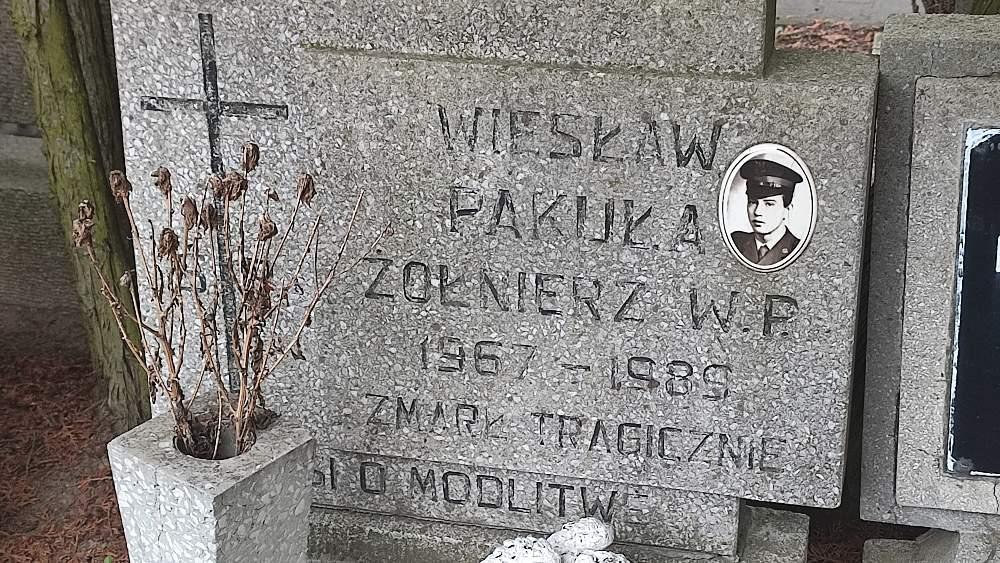 WIESŁAW
PAKUŁA
ŻOŁNIERZ W.P.
1967 - 1989
ZMARŁ TRAGICZNIE
O MODLITWĘ